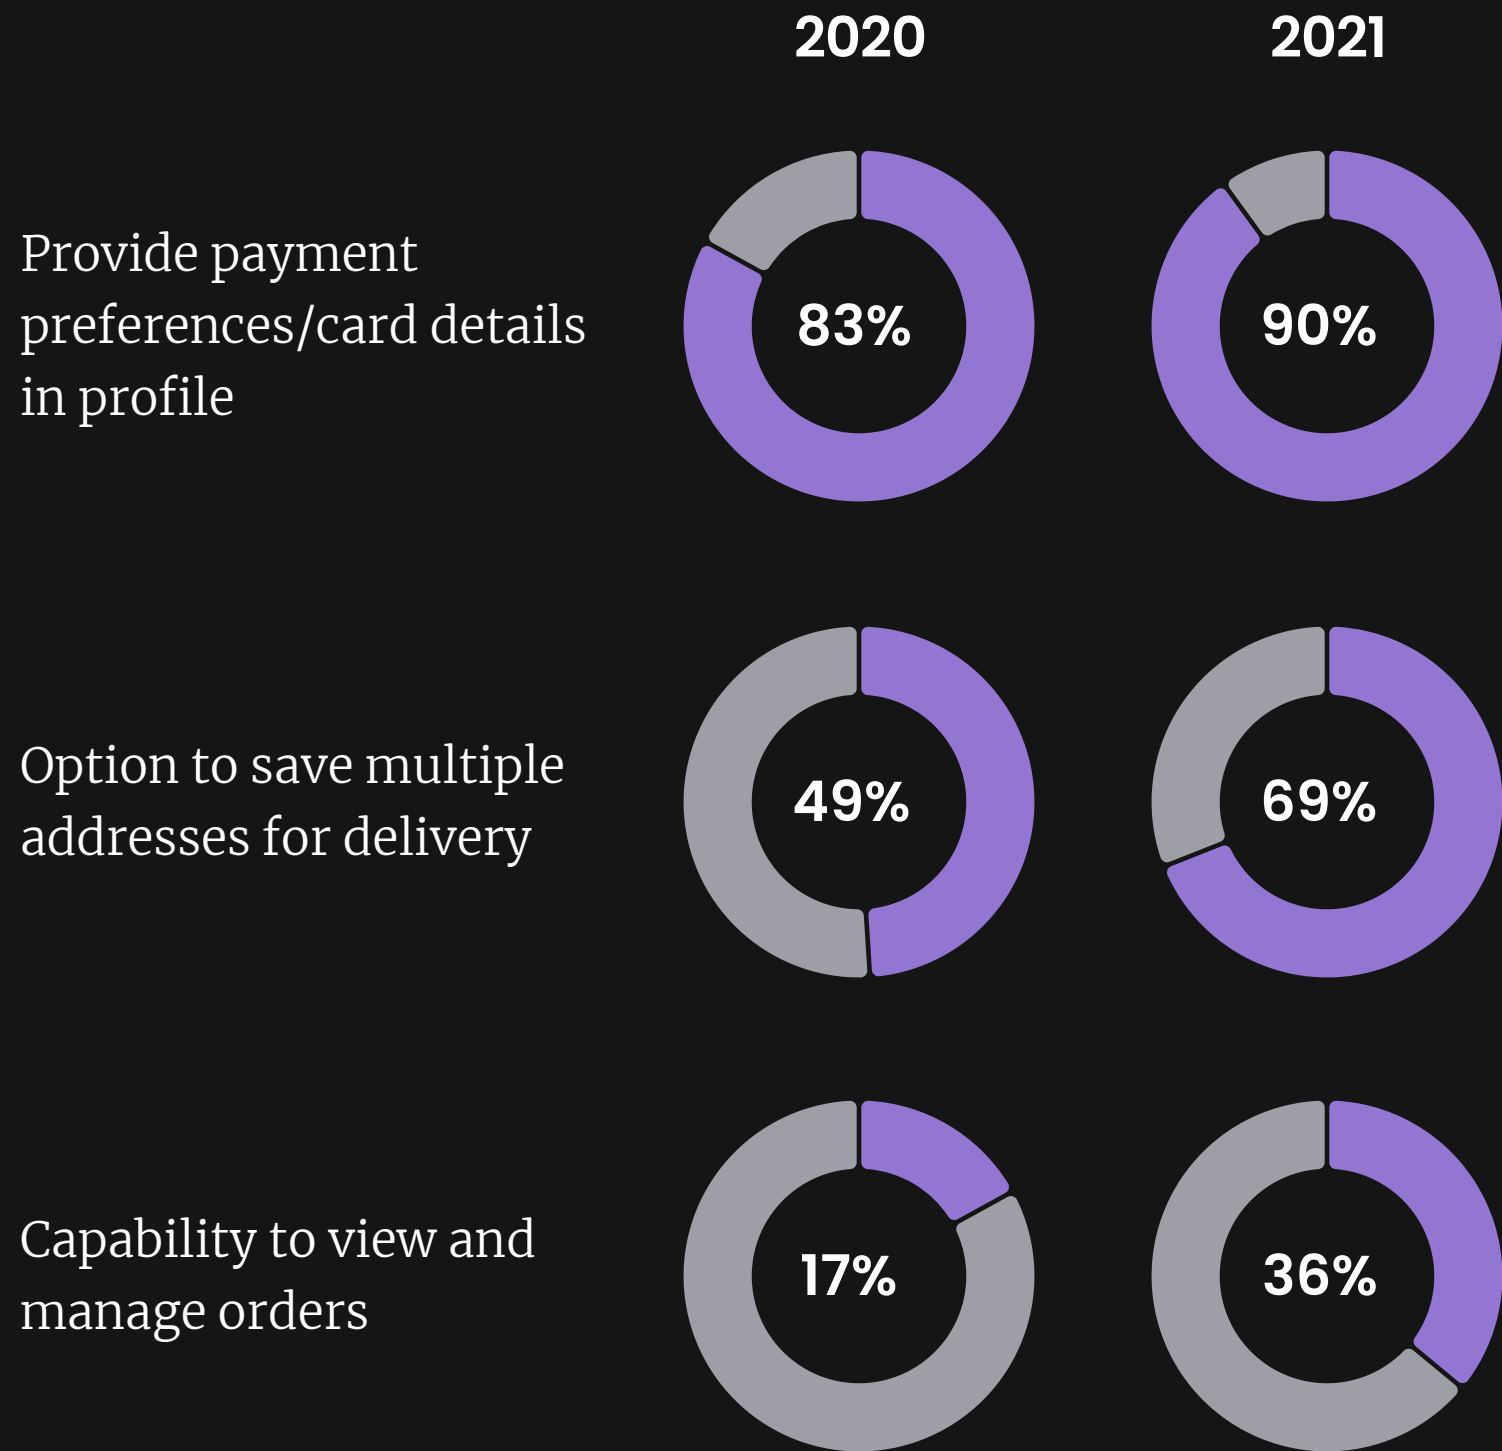 2020 2021
Provide payment
preferences/card details
in profile
83% 90%
Option to save multiple
addresses for delivery
49% 69%
Capability to view and
manage orders
17% 36%